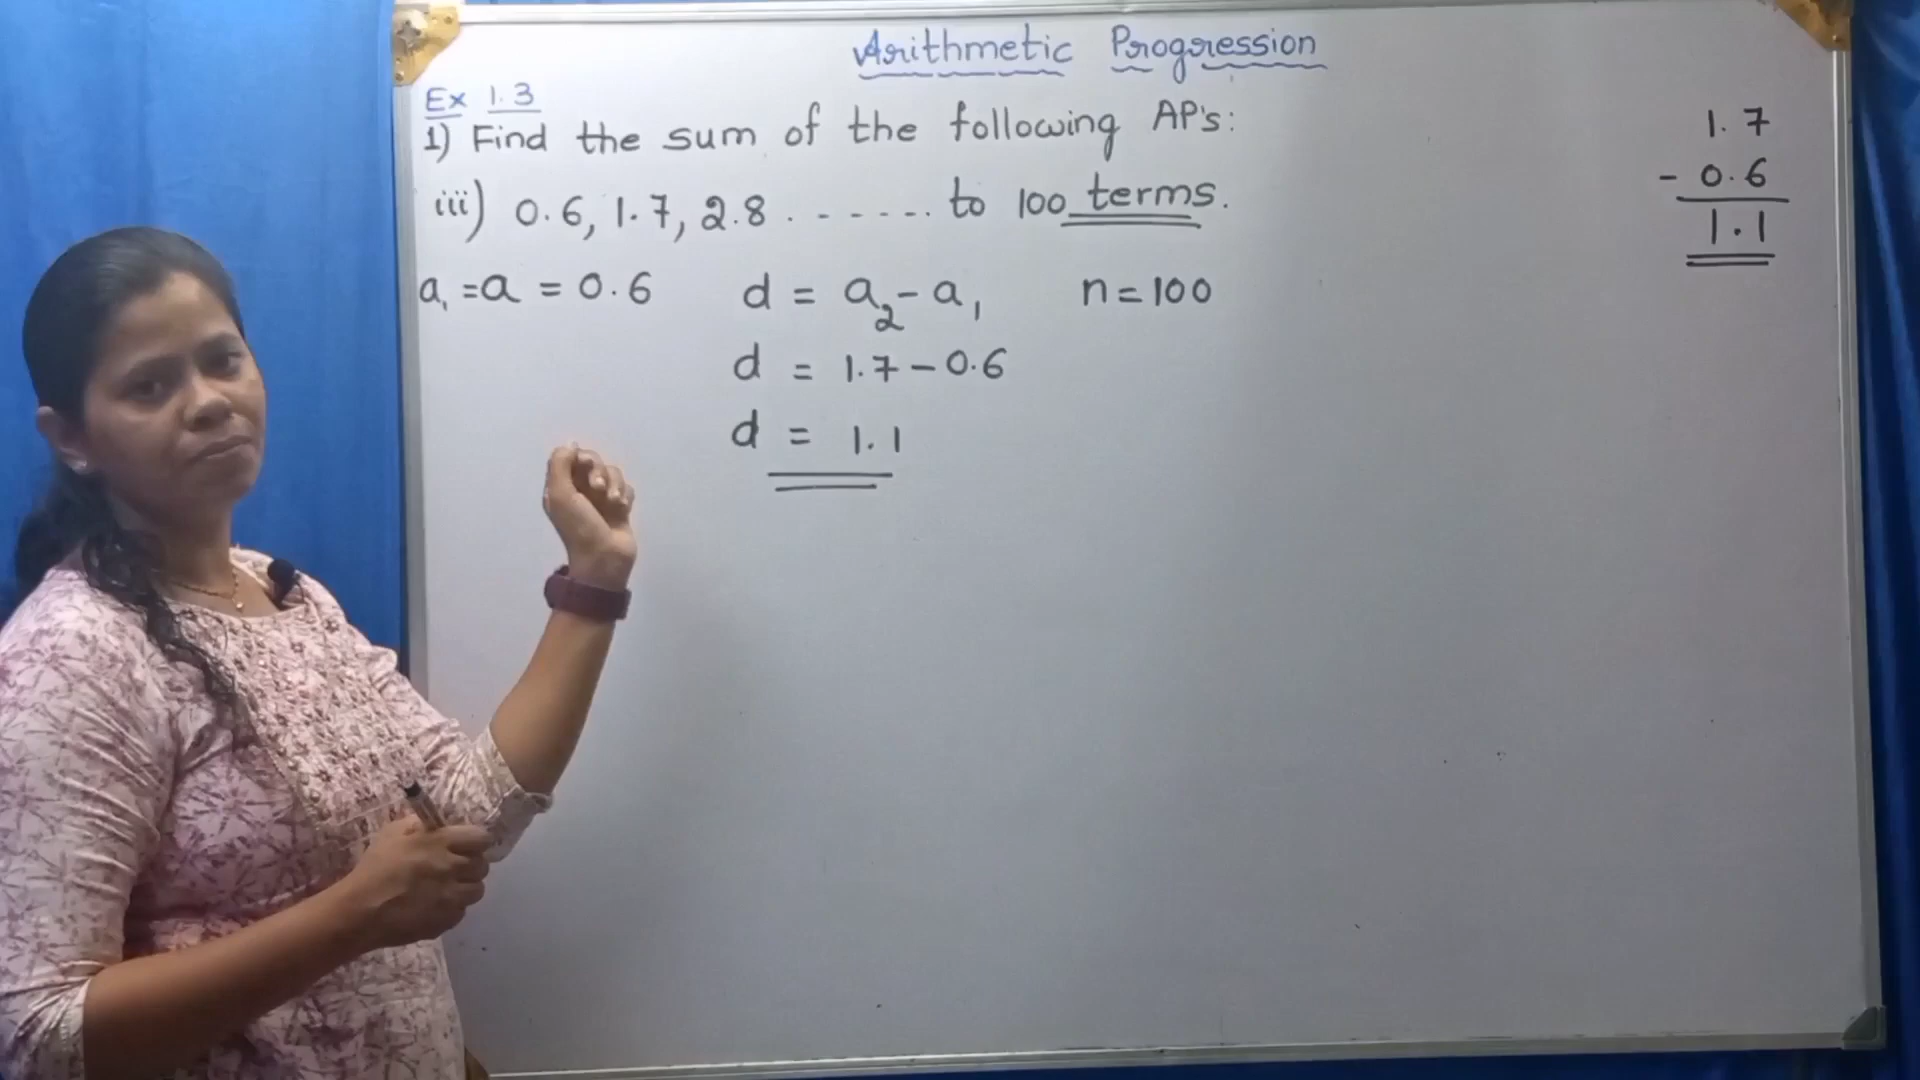 Arithmetic Progression
Ex 1.3
1) Find the sum of the following AP's:
iii) 0.6, 1.7, 2.8 . - - - - - . . to 100 terms.
a₁ = a = 0.6 d = a₂ - a₁ n = 100
d = 1.7 - 0.6
d = 1.1
1.7
- 0.6
1.1